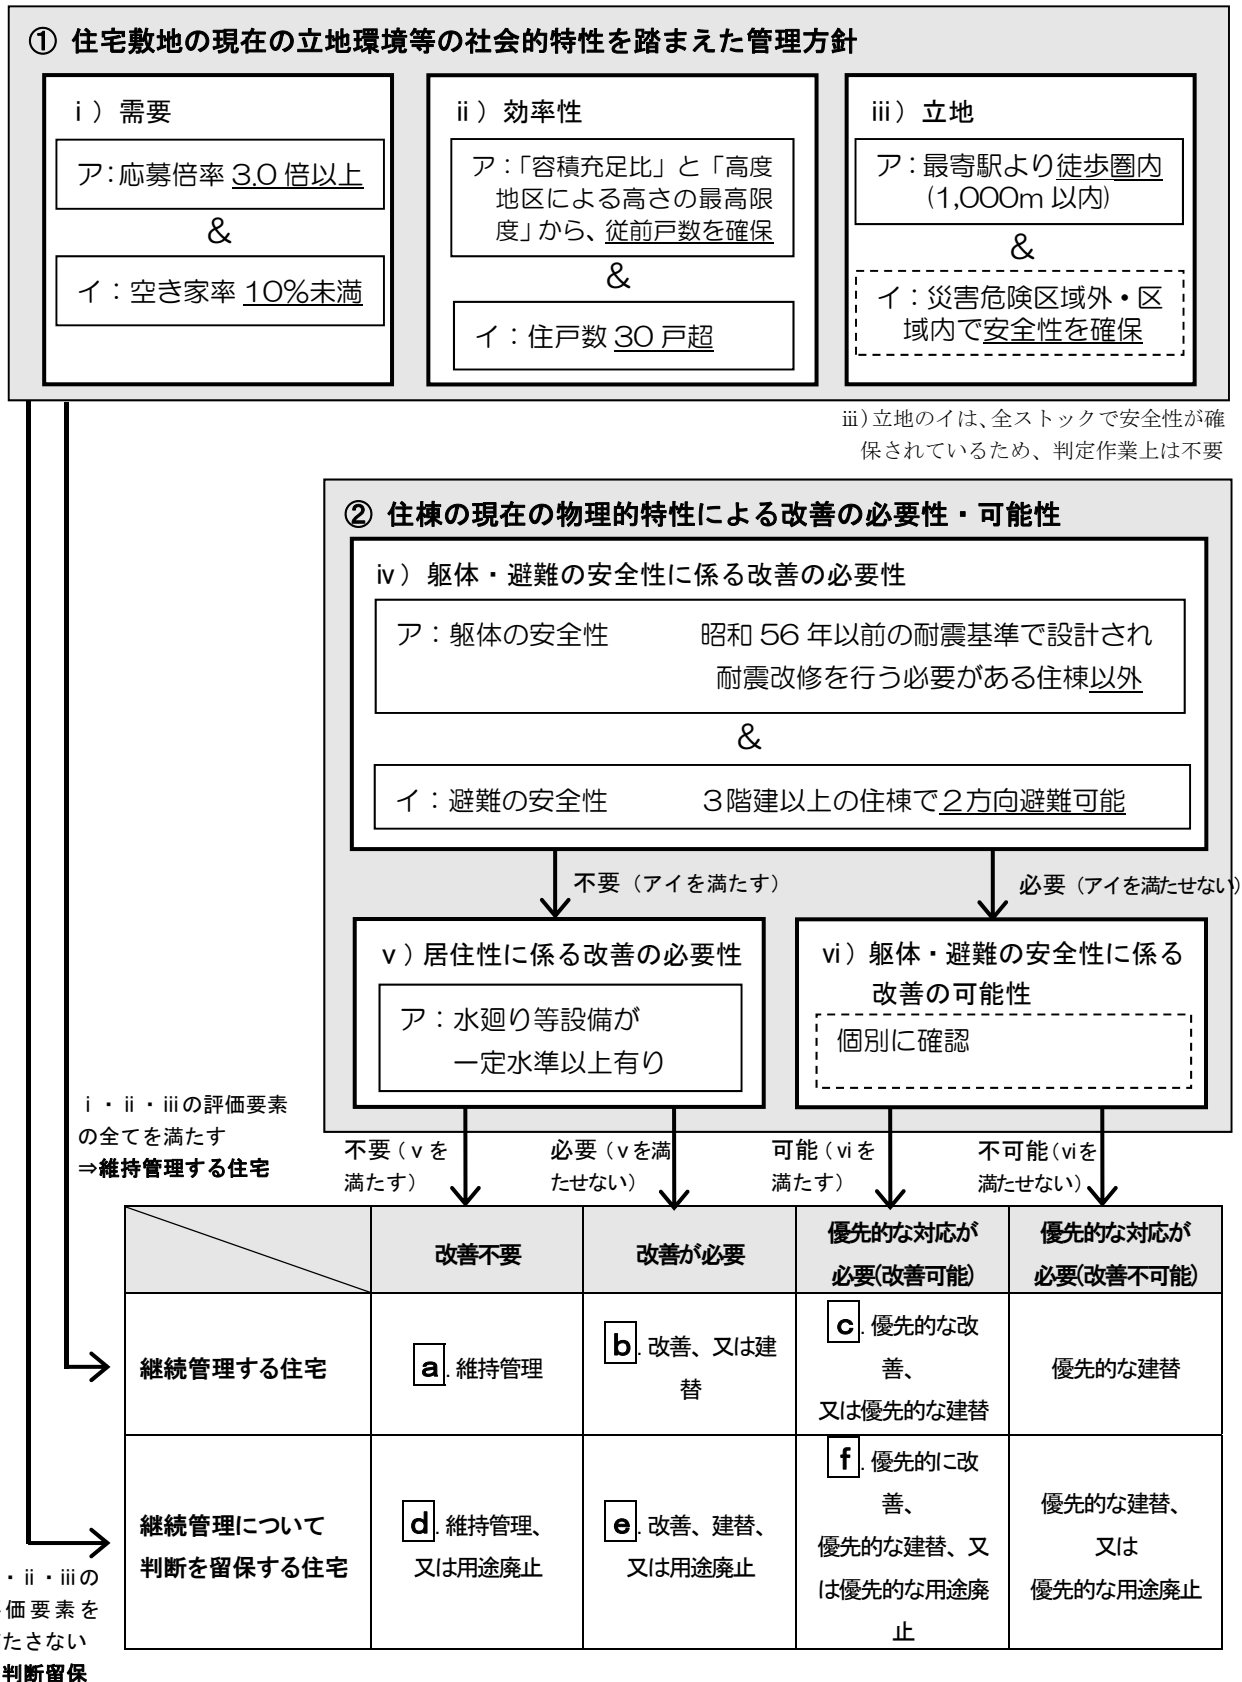 ① 住宅敷地の現在の立地環境等の社会的特性を踏まえた管理方針
ⅰ）需要
ア：応募倍率 3.0 倍以上
＆
イ：空き家率 10％未満
ⅱ）効率性
ア：「容積充足比」と「高度
地区による高さの最高限
度」から、従前戸数を確保
＆
イ：住戸数 30 戸超
ⅲ）立地
ア：最寄駅より徒歩圏内
(1,000m 以内)
＆
イ：災害危険区域外・区
域内で安全性を確保
ⅲ)立地のイは、全ストックで安全性が確
保されているため、判定作業上は不要
② 住棟の現在の物理的特性による改善の必要性・可能性
ⅳ）躯体・避難の安全性に係る改善の必要性
ア：躯体の安全性 昭和 56 年以前の耐震基準で設計され
耐震改修を行う必要がある住棟以外
＆
イ：避難の安全性 ３階建以上の住棟で２方向避難可能
不要（アイを満たす）
必要（アイを満たせない）
ⅴ）居住性に係る改善の必要性
ア：水廻り等設備が
一定水準以上有り
ⅵ）躯体・避難の安全性に係る
改善の可能性
個別に確認
ⅰ・ⅱ・ⅲの評価要素
の全てを満たす
⇒維持管理する住宅
不要（ⅴを
満たす）
必要（ⅴを満
たせない）
可能（ⅵを
満たす）
不可能（ⅵを
満たせない）
改善不要
改善が必要
優先的な対応が
必要(改善可能)
優先的な対応が
必要(改善不可能)
継続管理する住宅
a. 維持管理
b. 改善、又は建
替
c. 優先的な改
善、
又は優先的な建替
優先的な建替
継続管理について
判断を留保する住宅
d. 維持管理、
又は用途廃止
e. 改善、建替、
又は用途廃止
f. 優先的に改
善、
優先的な建替、又
は優先的な用途廃
止
優先的な建替、
又は
優先的な用途廃止
・ⅱ・ⅲの
価要素を
たさない
判断留保